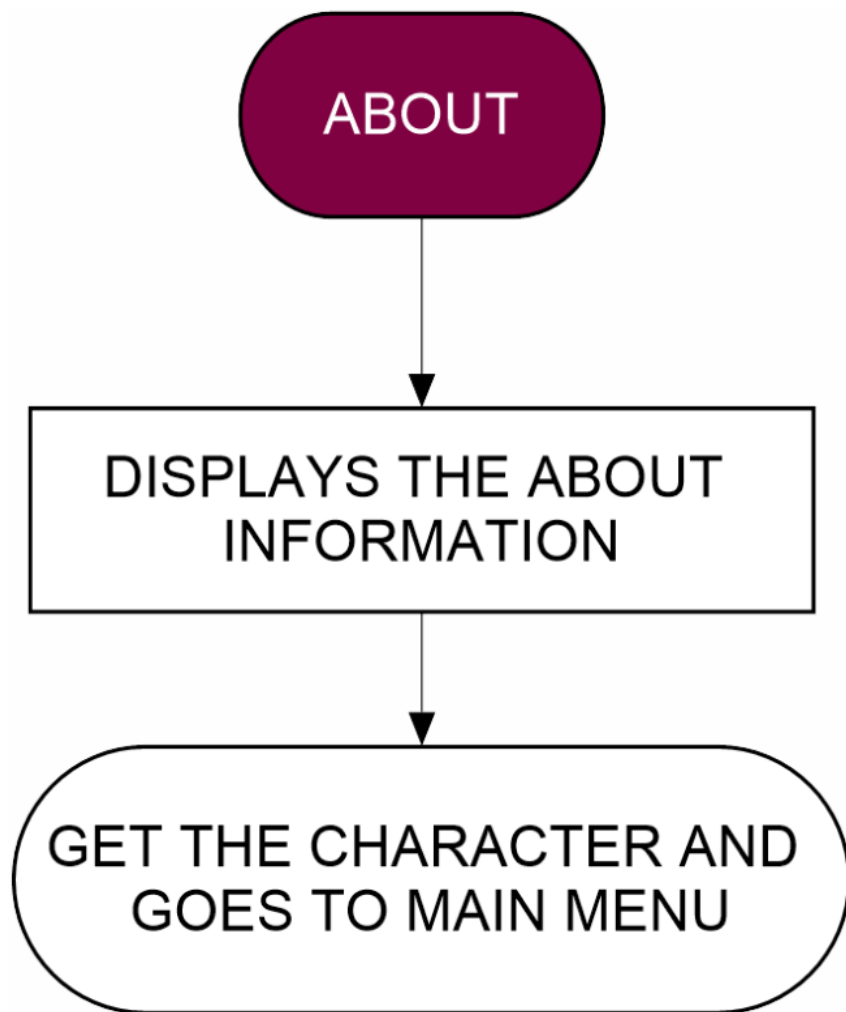 ABOUT
DISPLAYS THE ABOUT
INFORMATION
GET THE CHARACTER AND
GOES TO MAIN MENU